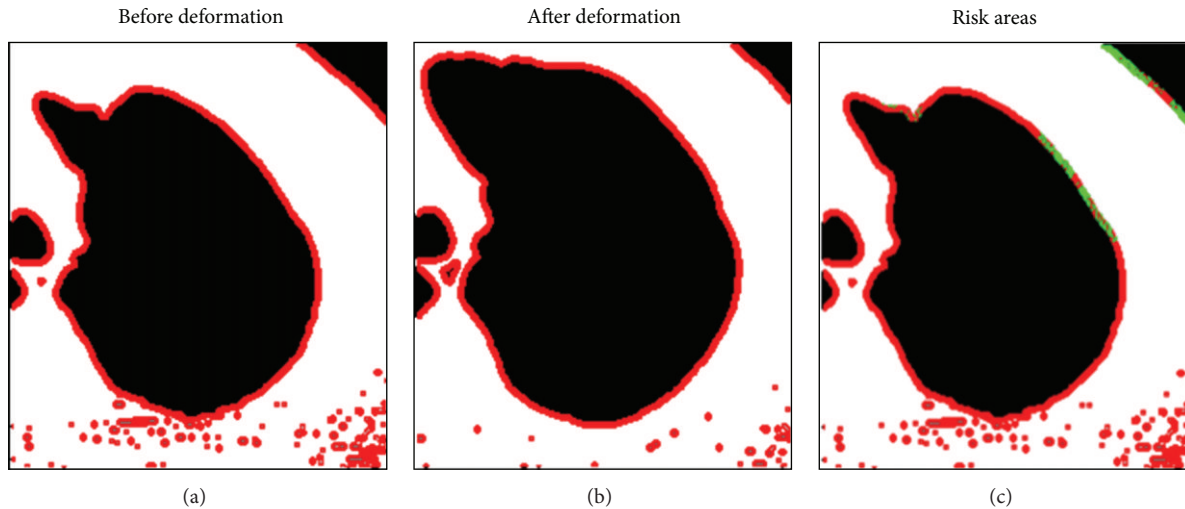 Before deformation
After deformation
Risk areas
(a)
(b)
(c)